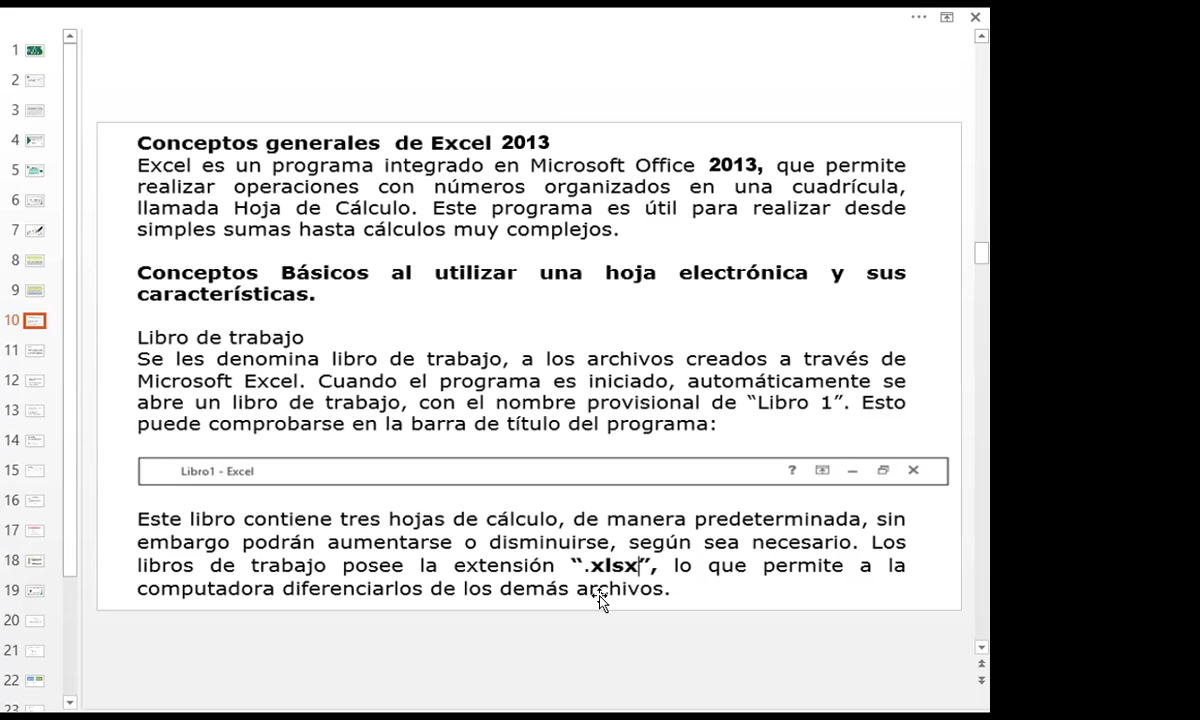 1
2
3
4
5
6
7
8
9
10
11
12
13
14
15
16
17
18
19
20
21
22
23
Conceptos generales de Excel 2013
Excel es un programa integrado en Microsoft Office 2013, que permite
realizar operaciones con números organizados en una cuadrícula,
llamada Hoja de Cálculo. Este programa es útil para realizar desde
simples sumas hasta cálculos muy complejos.
Conceptos Básicos al utilizar una hoja electrónica y sus
características.
Libro de trabajo
Se les denomina libro de trabajo, a los archivos creados a través de
Microsoft Excel. Cuando el programa es iniciado, automáticamente se
abre un libro de trabajo, con el nombre provisional de “Libro 1”. Esto
puede comprobarse en la barra de título del programa:
Libro1 - Excel ?
Este libro contiene tres hojas de cálculo, de manera predeterminada, sin
embargo podrán aumentarse o disminuirse, según sea necesario. Los
libros de trabajo posee la extensión “.xlsx”, lo que permite a la
computadora diferenciarlos de los demás archivos.